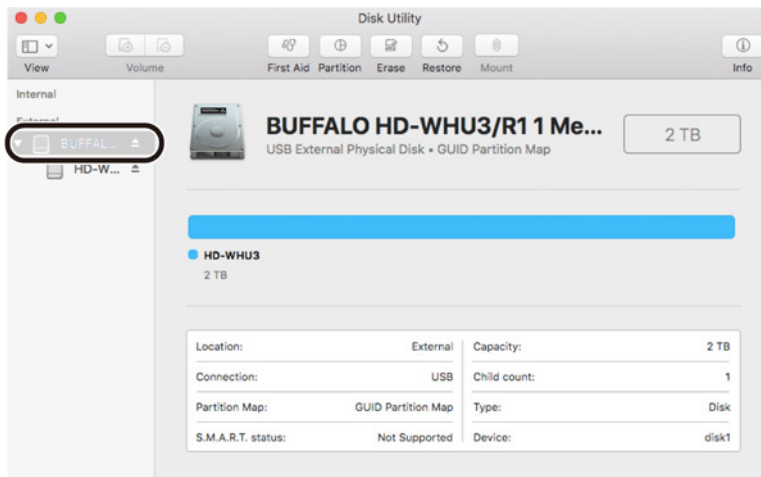 Disk Utility
View
Volume
First Aid
Partition
Erase
Restore
Mount
Info
Internal
External
BUFFAL...
HD-W...
BUFFALO HD-WHU3/R1 1 Me...
USB External Physical Disk • GUID Partition Map
2 TB
HD-WHU3
2 TB
Location: External
Capacity: 2 TB
Connection: USB
Child count: 1
Partition Map: GUID Partition Map
Type: Disk
S.M.A.R.T. status: Not Supported
Device: disk1